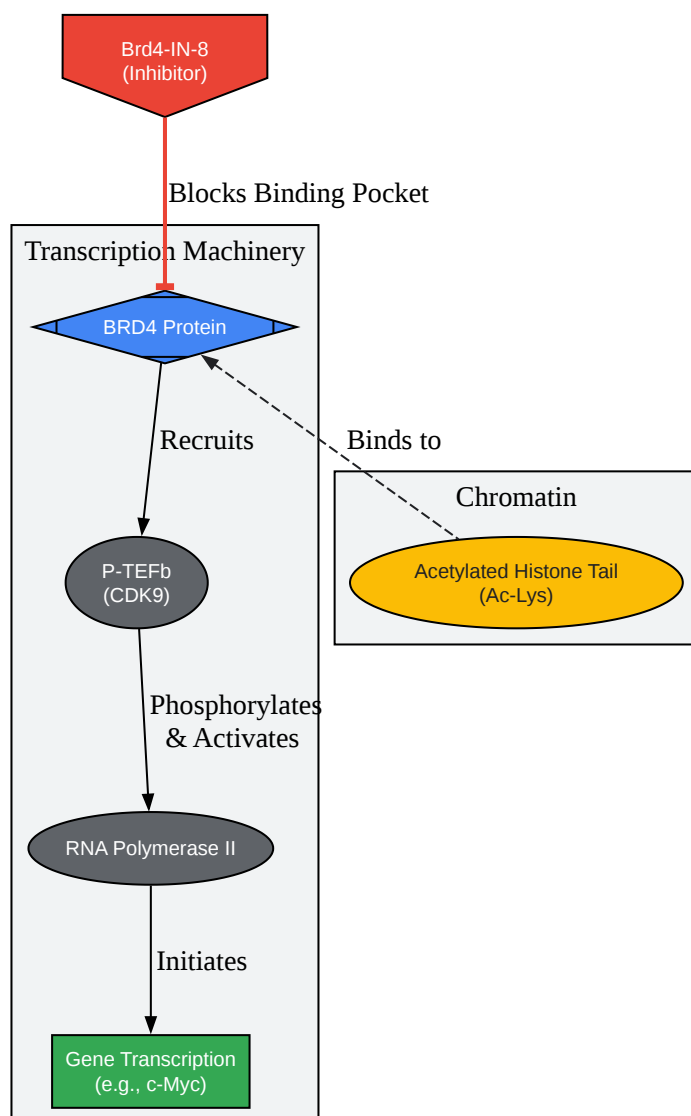 Brd4-IN-8
(Inhibitor)
Blocks Binding Pocket
Transcription Machinery
BRD4 Protein
Recruits
Binds to
Chromatin
P-TEFb
(CDK9)
Acetylated Histone Tail
(Ac-Lys)
Phosphorylates
& Activates
RNA Polymerase II
Initiates
Gene Transcription
(e.g., c-Myc)